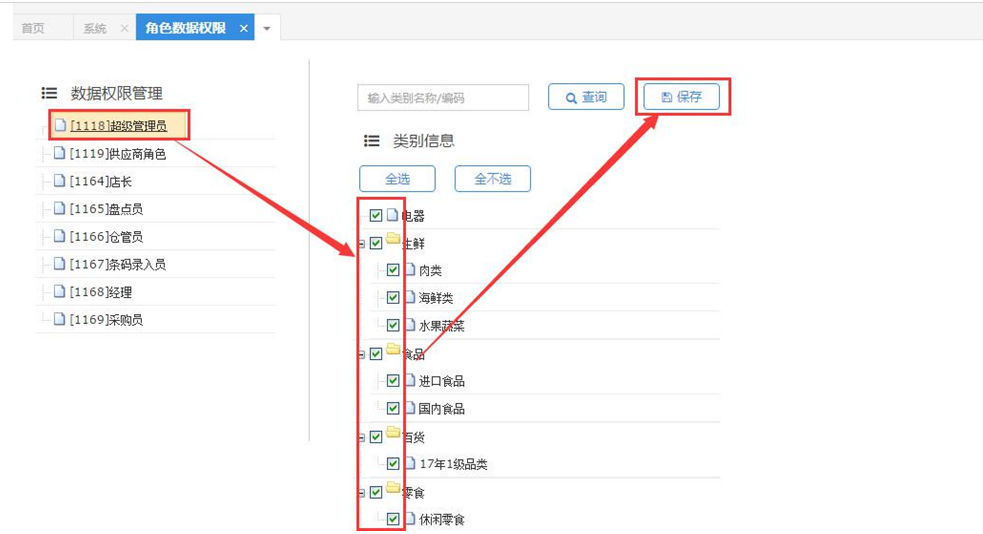 首页 系统 角色数据权限
数据权限管理
[1118]超级管理员
[1119]供应商角色
[1164]店长
[1165]盘点员
[1166]仓管员
[1167]条码录入员
[1168]经理
[1169]采购员
输入类别名称/编码 查询 保存
类别信息
全选 全不选
电器
生鲜
肉类
海鲜类
水果蔬菜
食品
进口食品
国内食品
百货
17年1级品类
零食
休闲零食